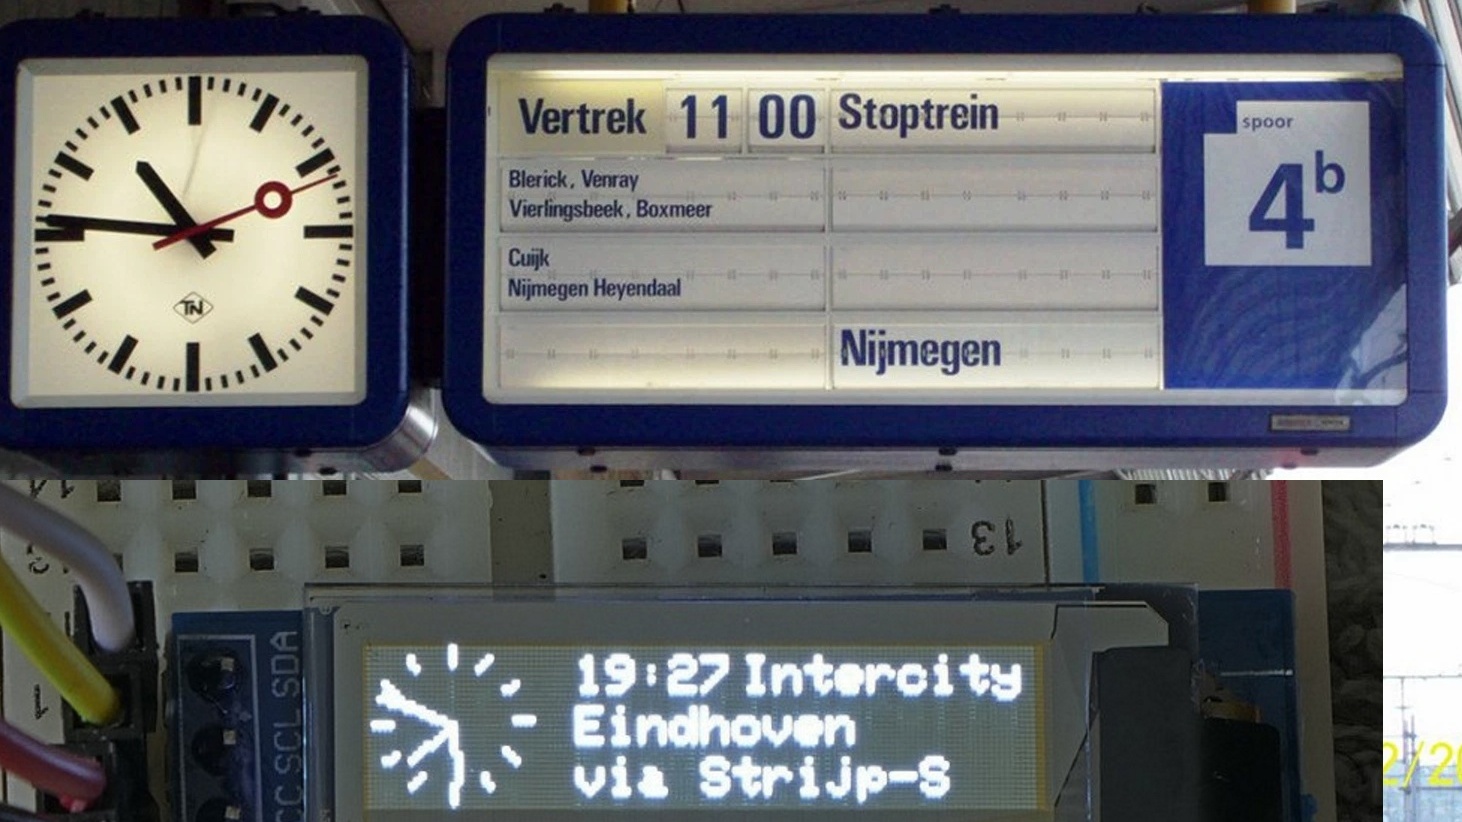 Vertrek 11 00 Stoptrein
spoor
4b
Blerick, Venray
Vierlingsbeek, Boxmeer
Cuijk
Nijmegen Heyendaal
Nijmegen
TN
13
SDA
SCL
19:27 Intercity
Eindhoven
via Strijp-S